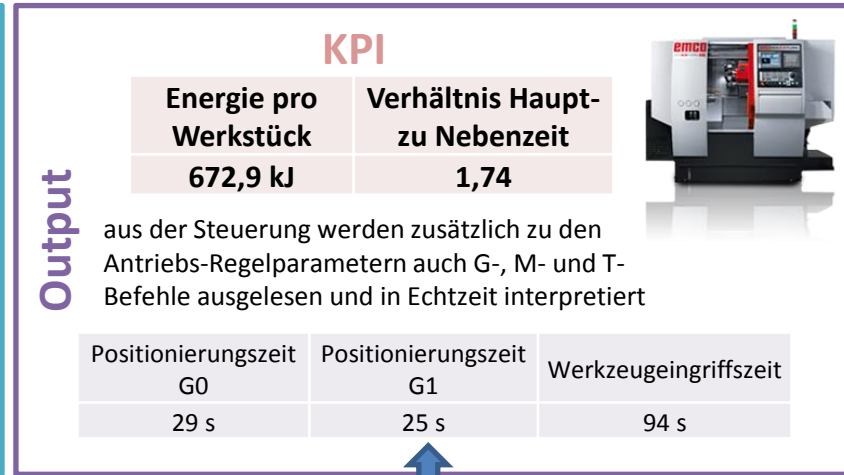 KPI
Energie pro Verhältnis Haupt-
Werkstück zu Nebenzeit
672,9 kJ 1,74
emco
Output
aus der Steuerung werden zusätzlich zu den
Antriebs-Regelparametern auch G-, M- und T-
Befehle ausgelesen und in Echtzeit interpretiert
Positionierungszeit Positionierungszeit Werkzeugeingriffszeit
G0 G1
29 s 25 s 94 s